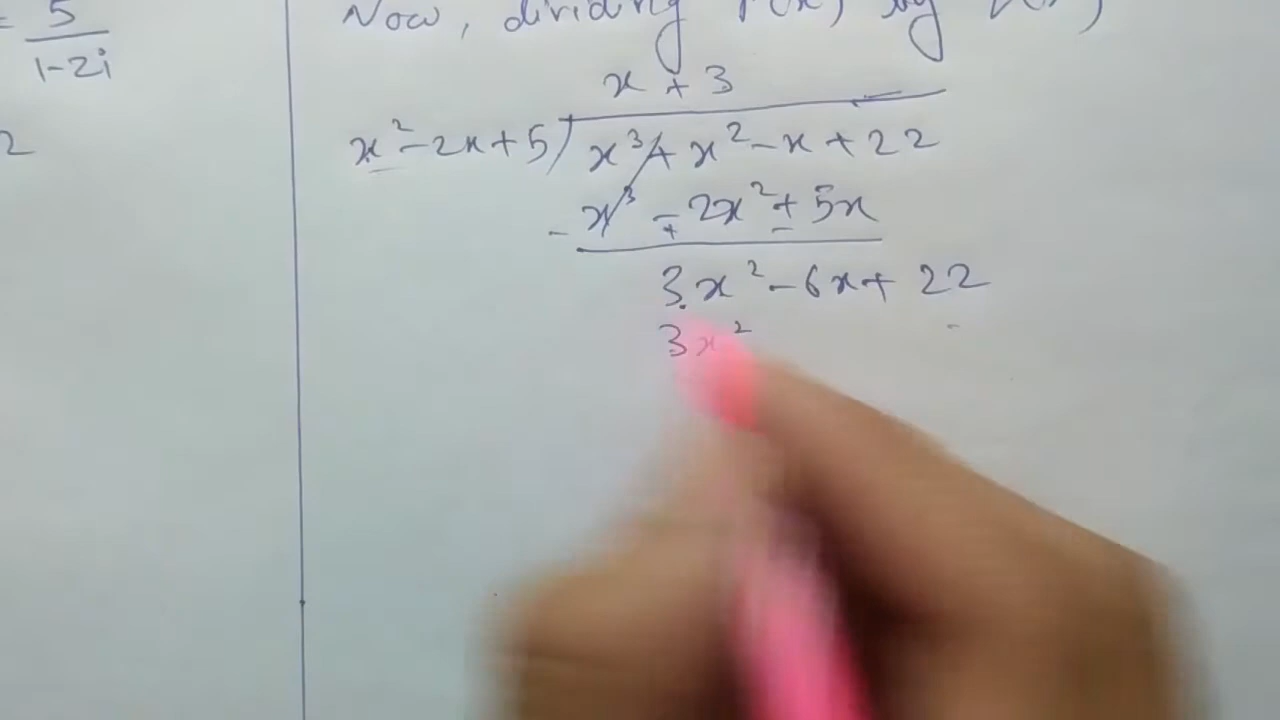 = 5/(1-2i)
2
Now, dividing P(x) by
x + 3
x² - 2x + 5) x³ + x² - x + 22
- x³ - 2x² + 5x
+ -
3x² - 6x + 22
3x²